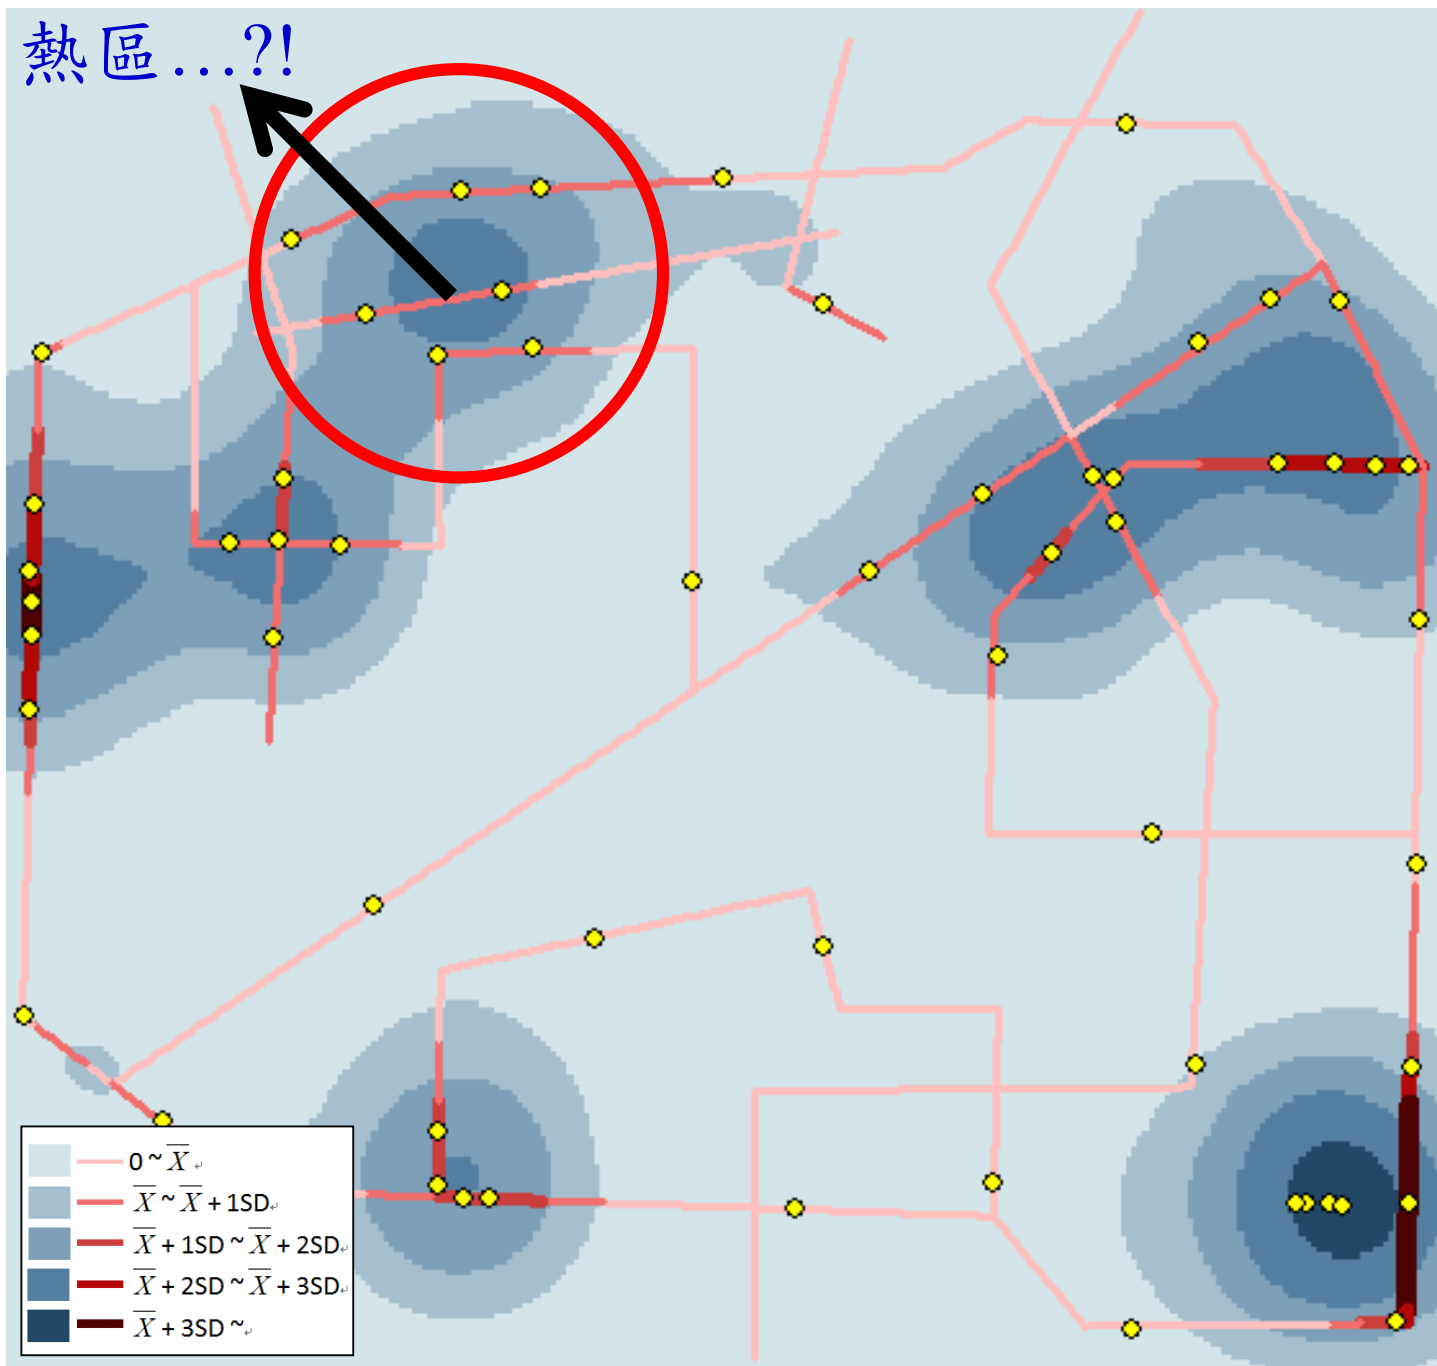 熱區...?!
0 ~ X̅
X̅ ~ X̅ + 1SD
X̅ + 1SD ~ X̅ + 2SD
X̅ + 2SD ~ X̅ + 3SD
X̅ + 3SD ~